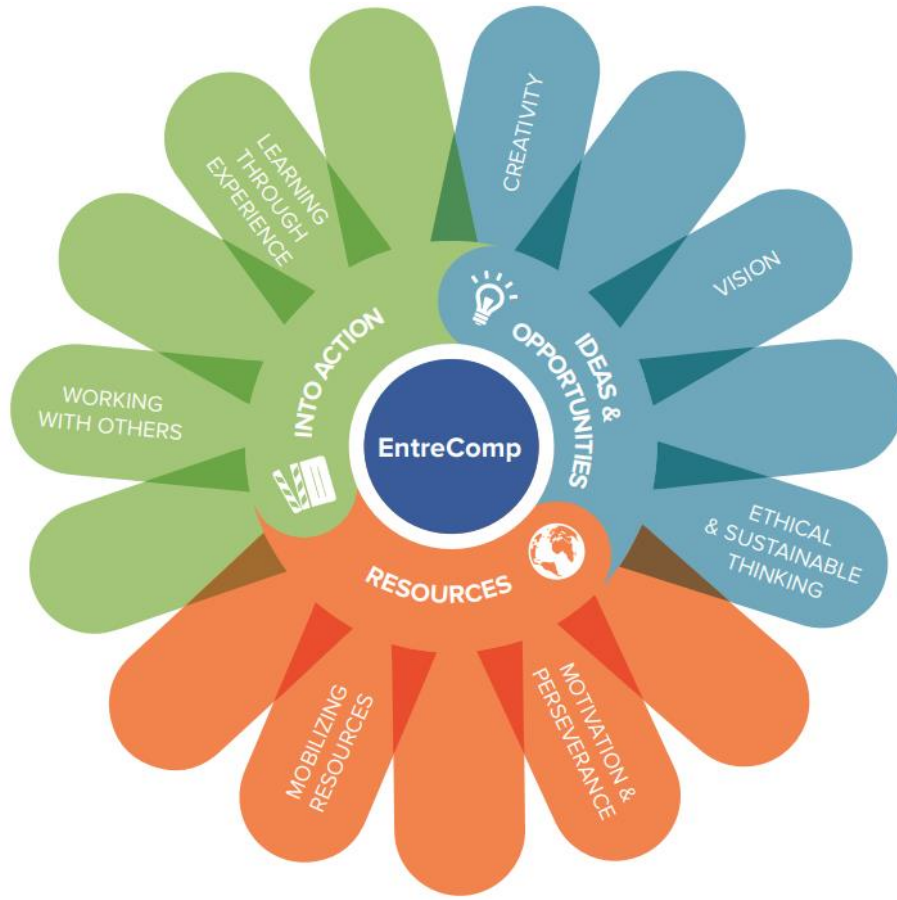 CREATIVITY
VISION
ETHICAL
& SUSTAINABLE
THINKING
MOTIVATION &
PERSEVERANCE
MOBILIZING
RESOURCES
WORKING
WITH OTHERS
LEARNING
THROUGH
EXPERIENCE
IDEAS &
OPPORTUNITIES
RESOURCES
INTO ACTION
EntreComp